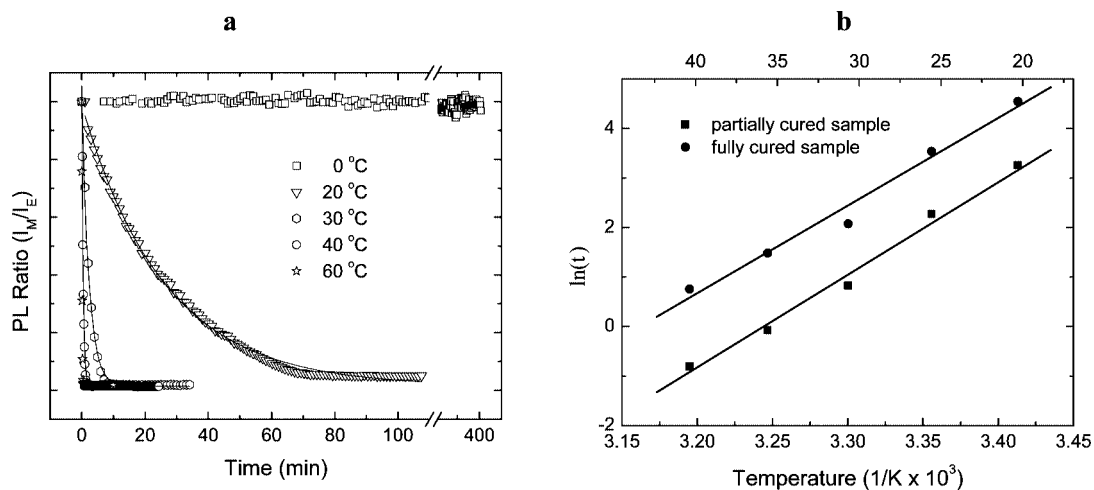 a
PL Ratio (I_M/I_E)
0 °C
20 °C
30 °C
40 °C
60 °C
0 20 40 60 80 100 400
Time (min)
b
40 35 30 25 20
partially cured sample
fully cured sample
ln(t)
4
2
0
-2
3.15 3.20 3.25 3.30 3.35 3.40 3.45
Temperature (1/K x 10³)